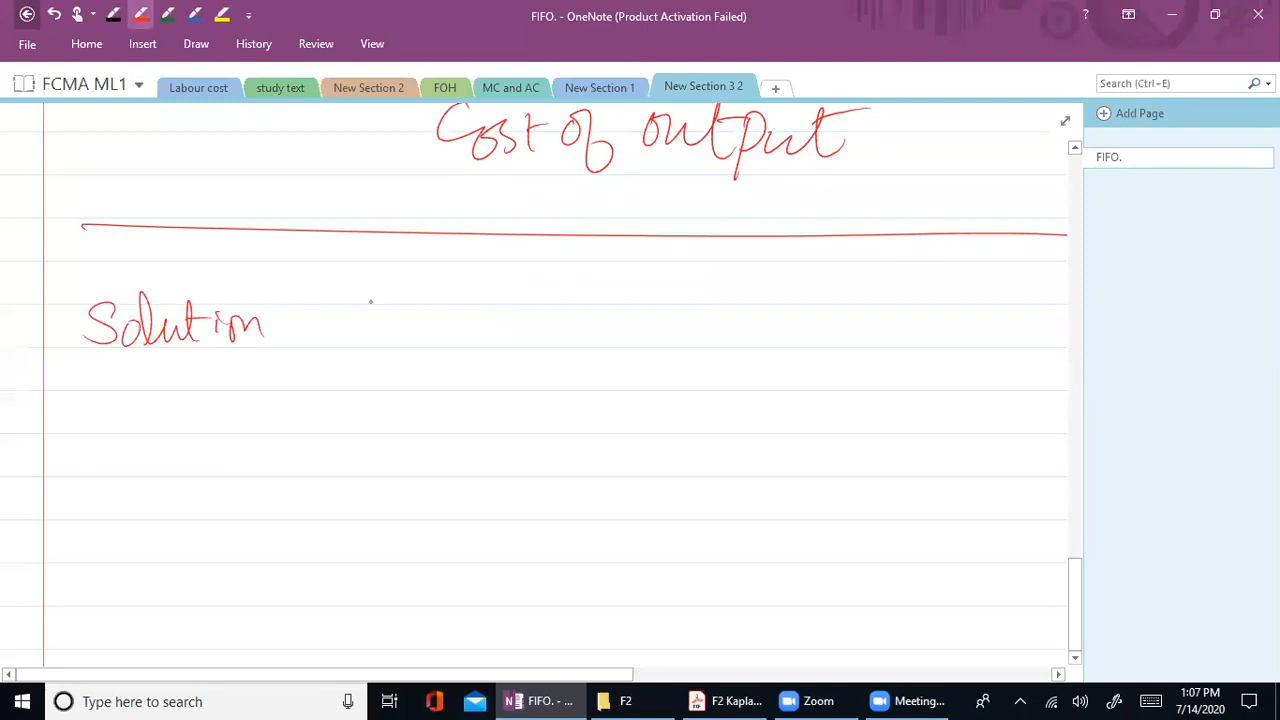 FIFO. - OneNote (Product Activation Failed)
?
File Home Insert Draw History Review View
FCMA ML1
Labour cost study text New Section 2 FOH MC and AC New Section 1 New Section 3 2
Search (Ctrl+E)
Add Page
FIFO.
Cost of output
Solution
Type here to search
FIFO. - ...
F2
F2 Kapla...
Zoom
Meeting...
1:07 PM
7/14/2020